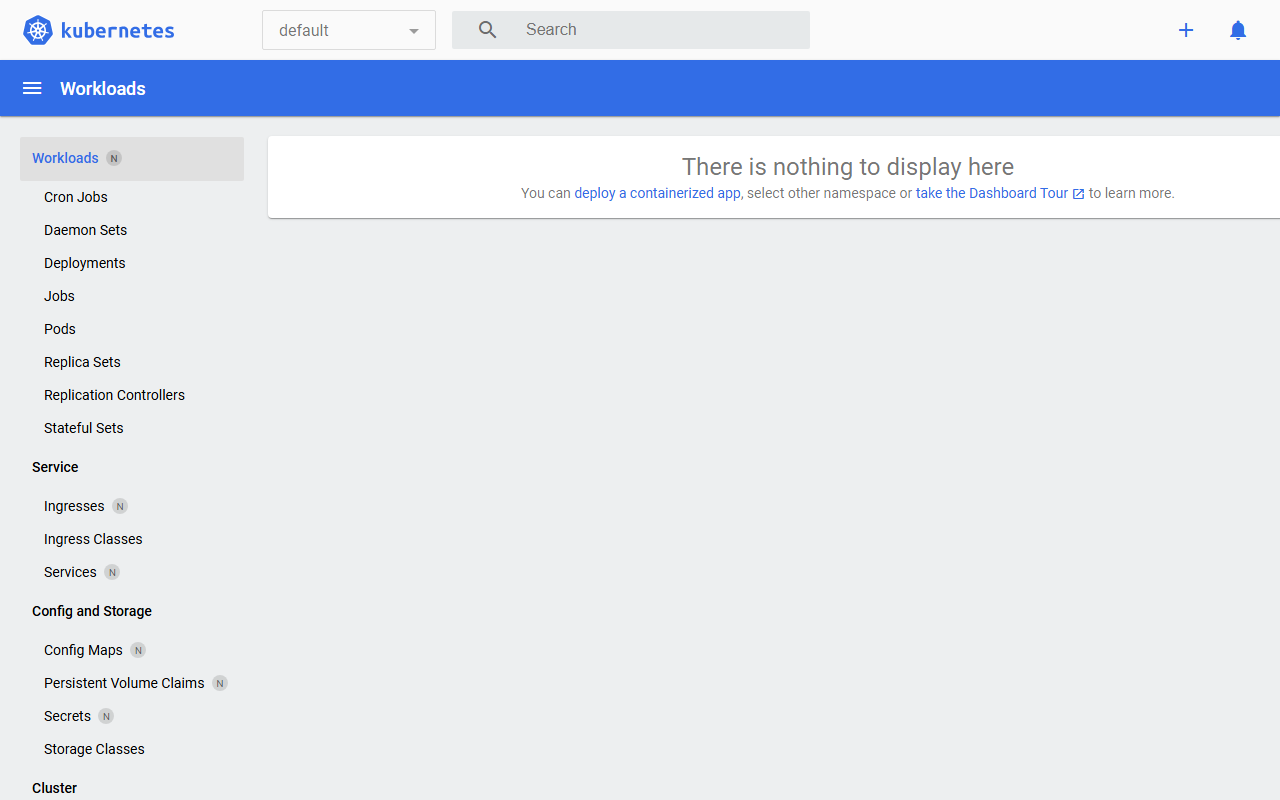 kubernetes
default
Search
Workloads
Workloads N
Cron Jobs
Daemon Sets
Deployments
Jobs
Pods
Replica Sets
Replication Controllers
Stateful Sets
Service
Ingresses N
Ingress Classes
Services N
Config and Storage
Config Maps N
Persistent Volume Claims N
Secrets N
Storage Classes
Cluster
There is nothing to display here
You can deploy a containerized app, select other namespace or take the Dashboard Tour to learn more.